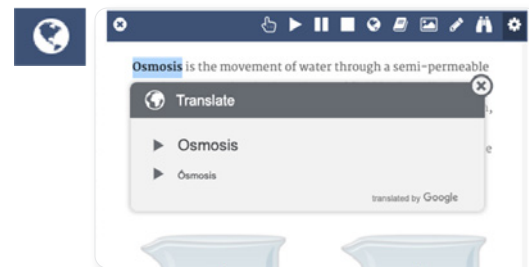 Osmosis is the movement of water through a semi-permeable
Translate
,
Osmosis
e
Ósmosis
translated by Google